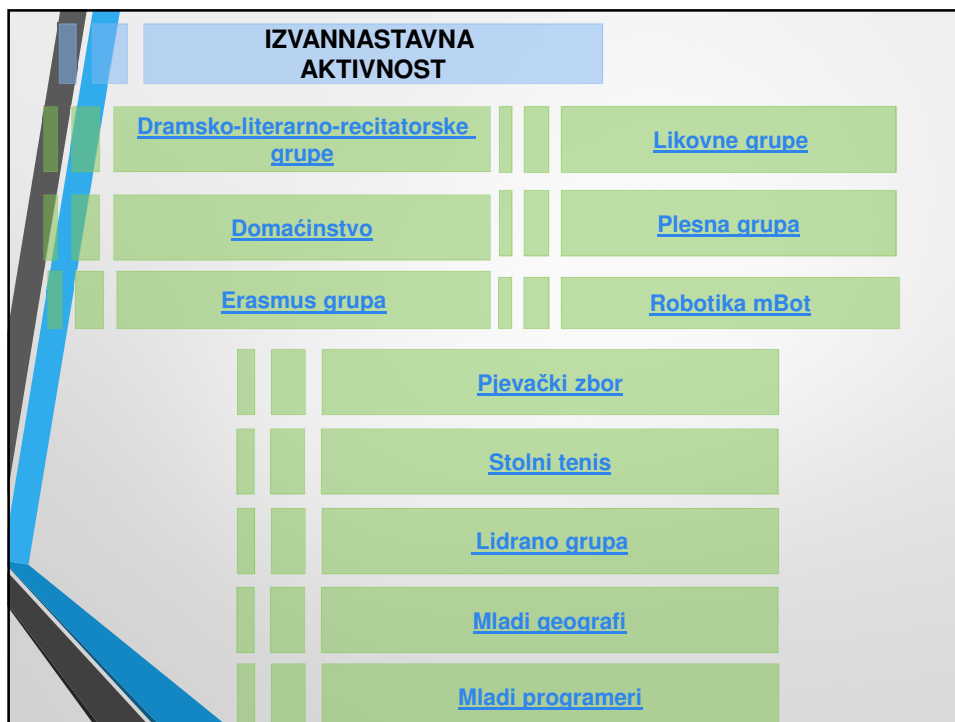 IZVANNASTAVNA
AKTIVNOST
Dramsko-literarno-recitatorske
grupe
Likovne grupe
Domaćinstvo
Plesna grupa
Erasmus grupa
Robotika mBot
Pjevački zbor
Stolni tenis
Lidrano grupa
Mladi geografi
Mladi programeri